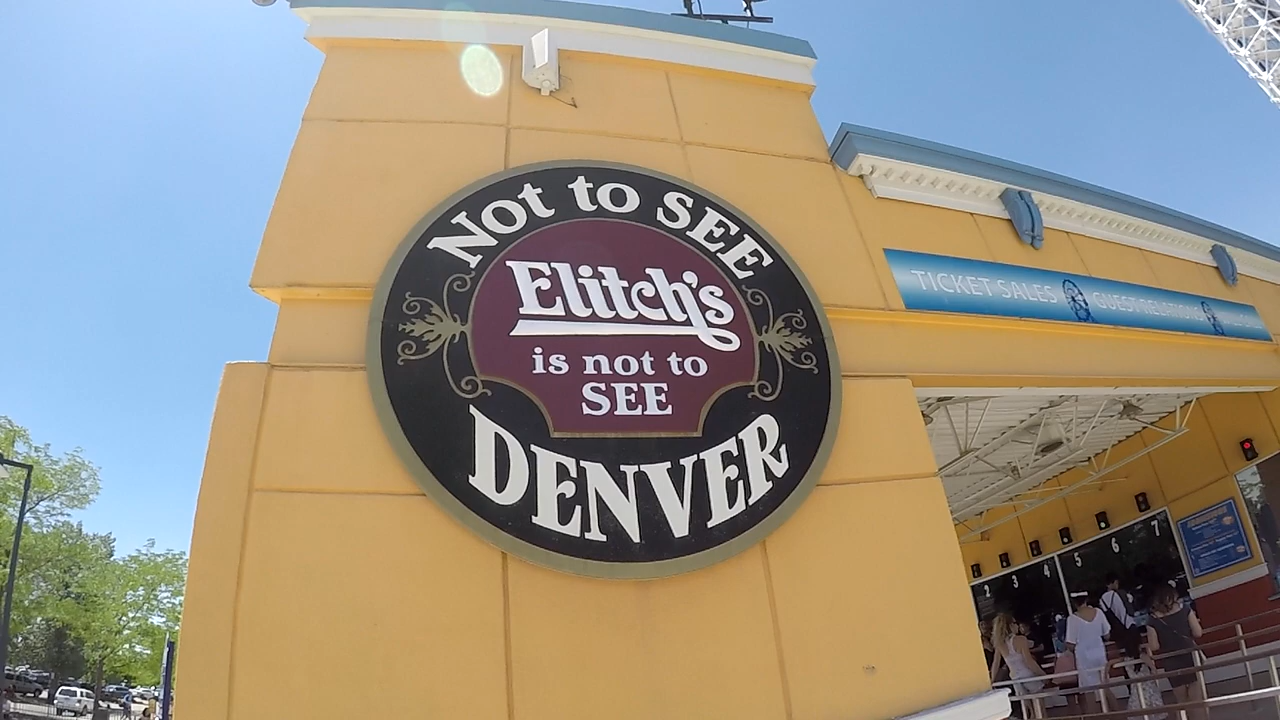 Not to SEE
Elitch's
is not to
SEE
DENVER
TICKET SALES GUEST RELATIONS
2 3 4 5 6 7